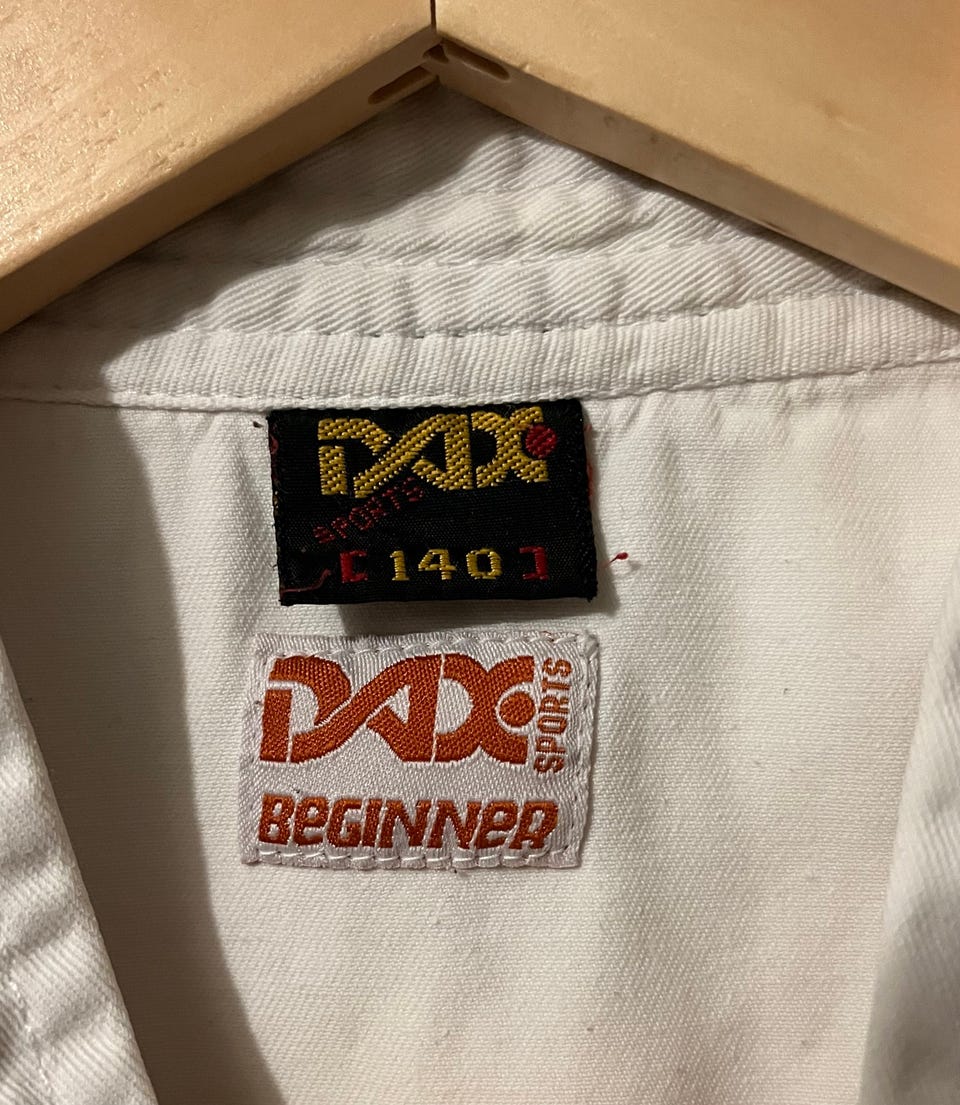 DAX
SPORTS
[140]
DAX SPORTS
BEGINNER